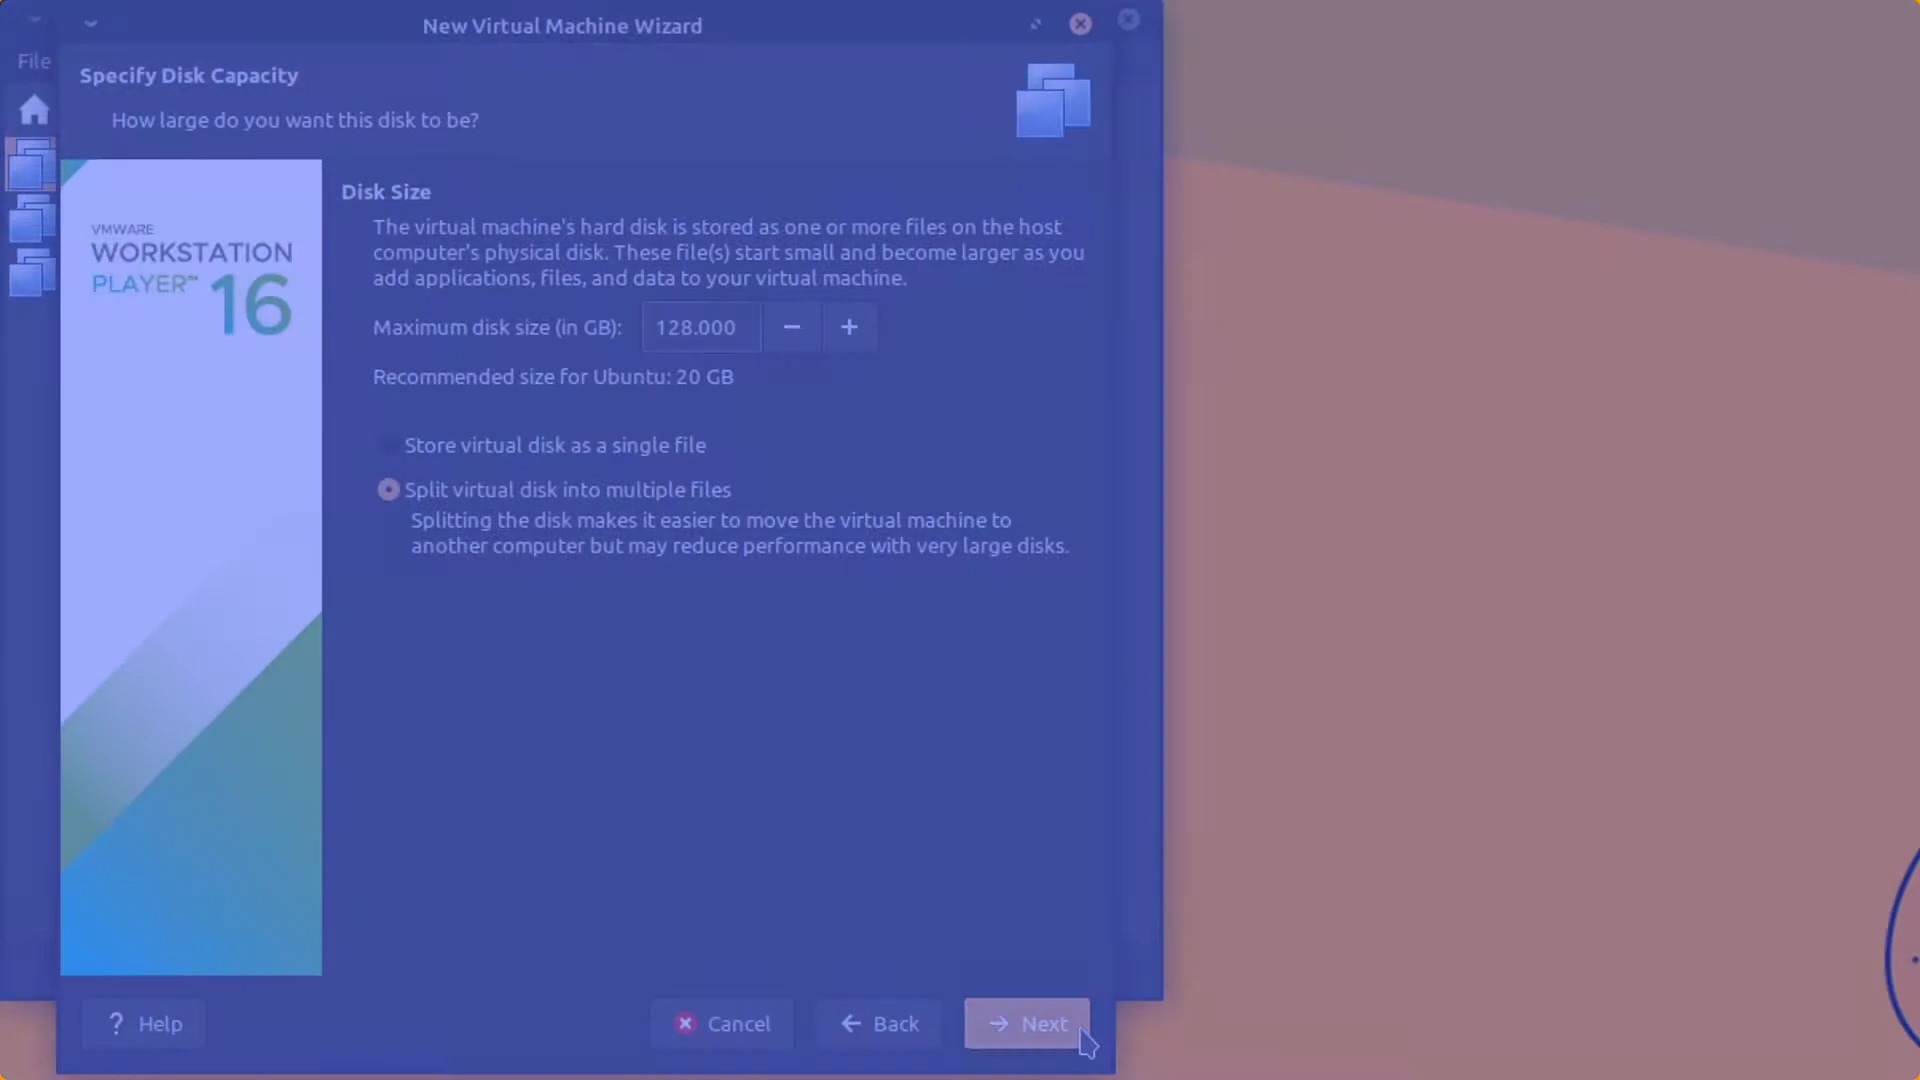 New Virtual Machine Wizard
File
Specify Disk Capacity
How large do you want this disk to be?
VMWARE
WORKSTATION
PLAYER™ 16
Disk Size
The virtual machine's hard disk is stored as one or more files on the host
computer's physical disk. These file(s) start small and become larger as you
add applications, files, and data to your virtual machine.
Maximum disk size (in GB): 128.000 − +
Recommended size for Ubuntu: 20 GB
Store virtual disk as a single file
Split virtual disk into multiple files
Splitting the disk makes it easier to move the virtual machine to
another computer but may reduce performance with very large disks.
? Help
Cancel
Back
Next